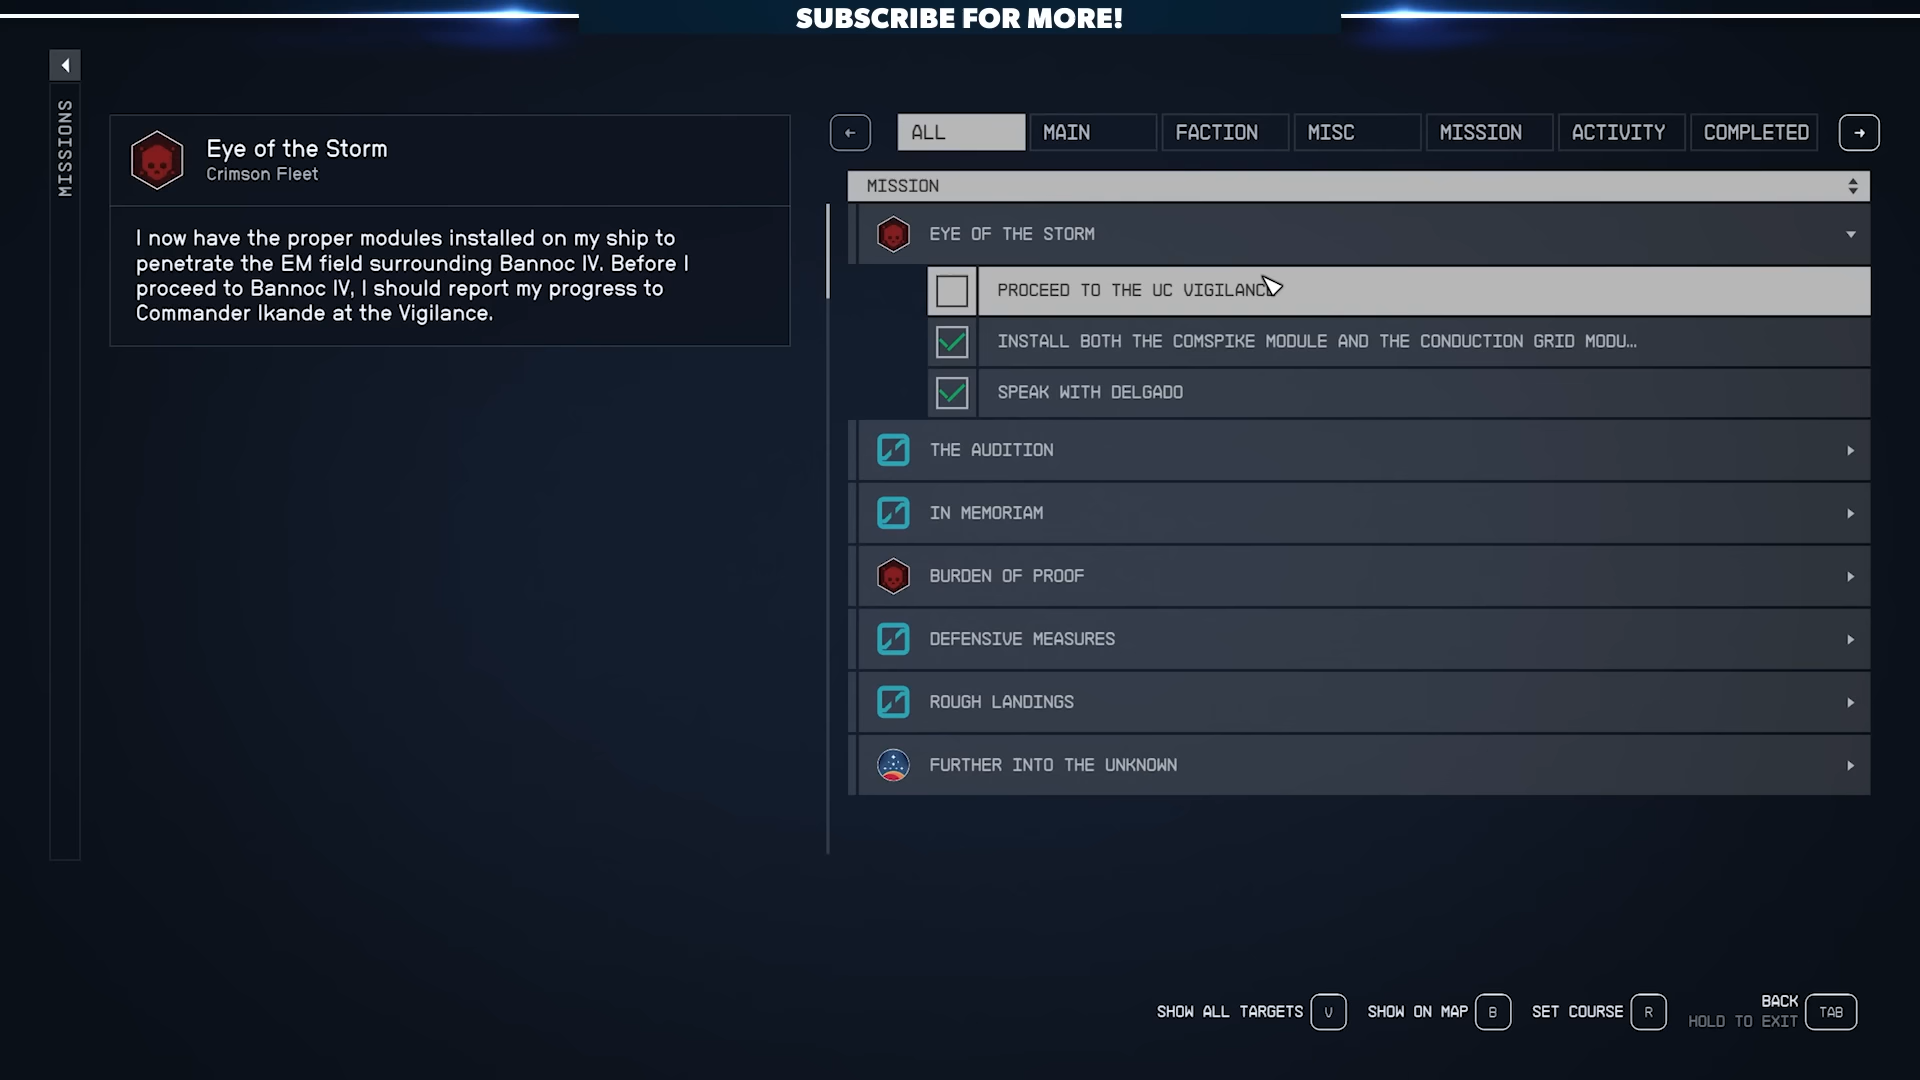 SUBSCRIBE FOR MORE!
MISSIONS
Eye of the Storm
Crimson Fleet
I now have the proper modules installed on my ship to
penetrate the EM field surrounding Bannoc IV. Before I
proceed to Bannoc IV, I should report my progress to
Commander Ikande at the Vigilance.
ALL MAIN FACTION MISC MISSION ACTIVITY COMPLETED
MISSION
EYE OF THE STORM
PROCEED TO THE UC VIGILANCE
INSTALL BOTH THE COMSPIKE MODULE AND THE CONDUCTION GRID MODU...
SPEAK WITH DELGADO
THE AUDITION
IN MEMORIAM
BURDEN OF PROOF
DEFENSIVE MEASURES
ROUGH LANDINGS
FURTHER INTO THE UNKNOWN
SHOW ALL TARGETS V SHOW ON MAP B SET COURSE R BACK TAB
HOLD TO EXIT